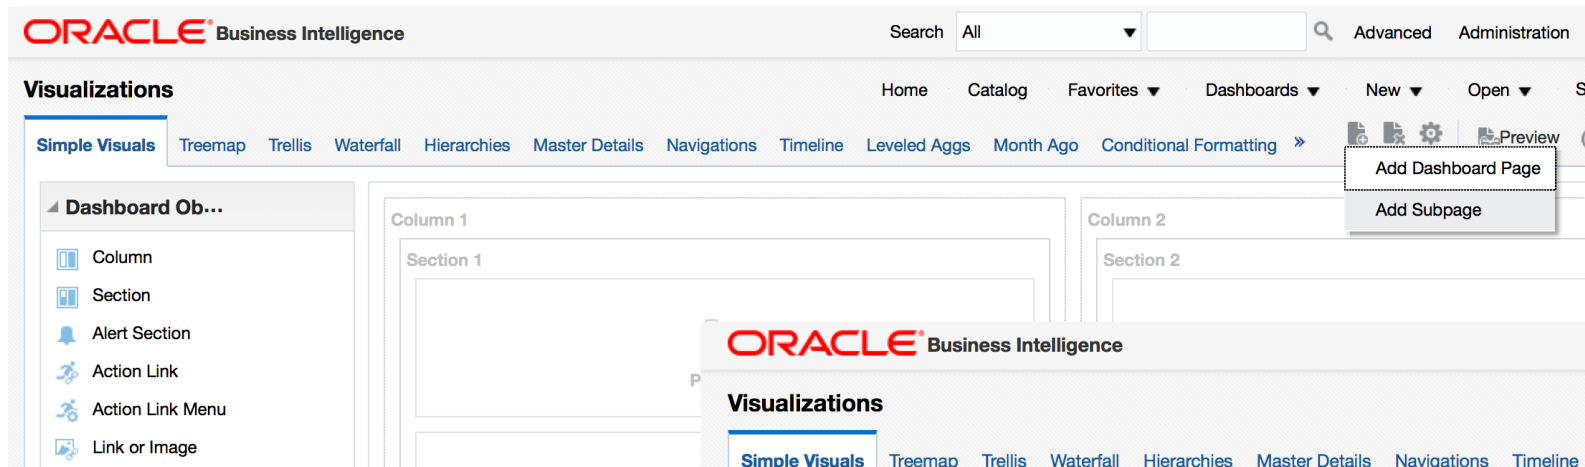 ORACLE Business Intelligence Search All Advanced Administration
Visualizations Home Catalog Favorites Dashboards New Open S
Simple Visuals Treemap Trellis Waterfall Hierarchies Master Details Navigations Timeline Leveled Aggs Month Ago Conditional Formatting » Preview
Add Dashboard Page
Add Subpage
Dashboard Ob...
Column
Section
Alert Section
Action Link
Action Link Menu
Link or Image
Column 1
Section 1
P
Column 2
Section 2
ORACLE Business Intelligence
Visualizations
Simple Visuals Treemap Trellis Waterfall Hierarchies Master Details Navigations Timeline